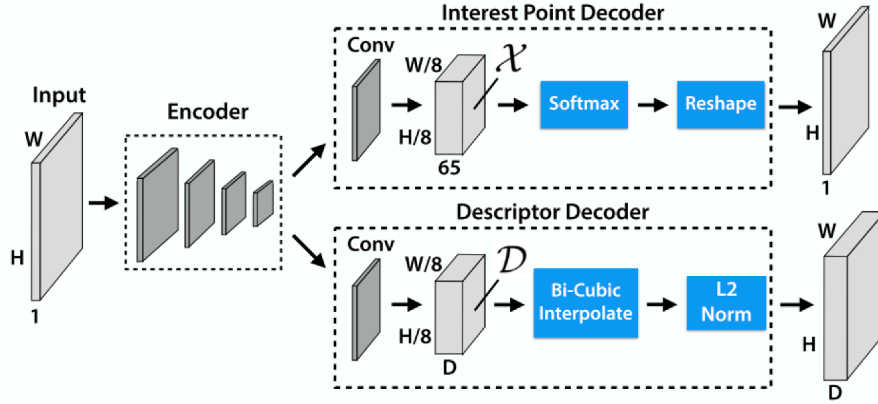 Input
W
H
1
Encoder
Interest Point Decoder
Conv
W/8
H/8
65
𝒳
Softmax
Reshape
W
H
1
Descriptor Decoder
Conv
W/8
H/8
D
𝒟
Bi-Cubic
Interpolate
L2
Norm
W
H
D